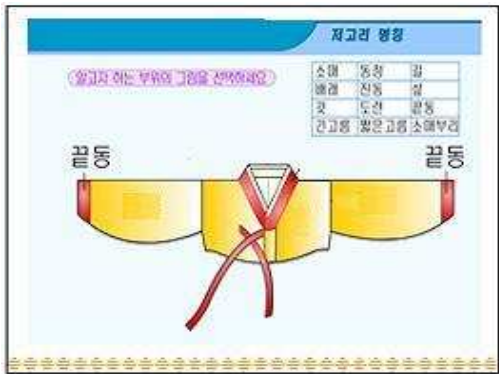 저고리 명칭
알고자 하는 부위의 그림을 선택하세요
소매 동정 길
배래 진동 섶
깃 도련 끝동
긴고름 짧은고름 소매부리
끝동 끝동